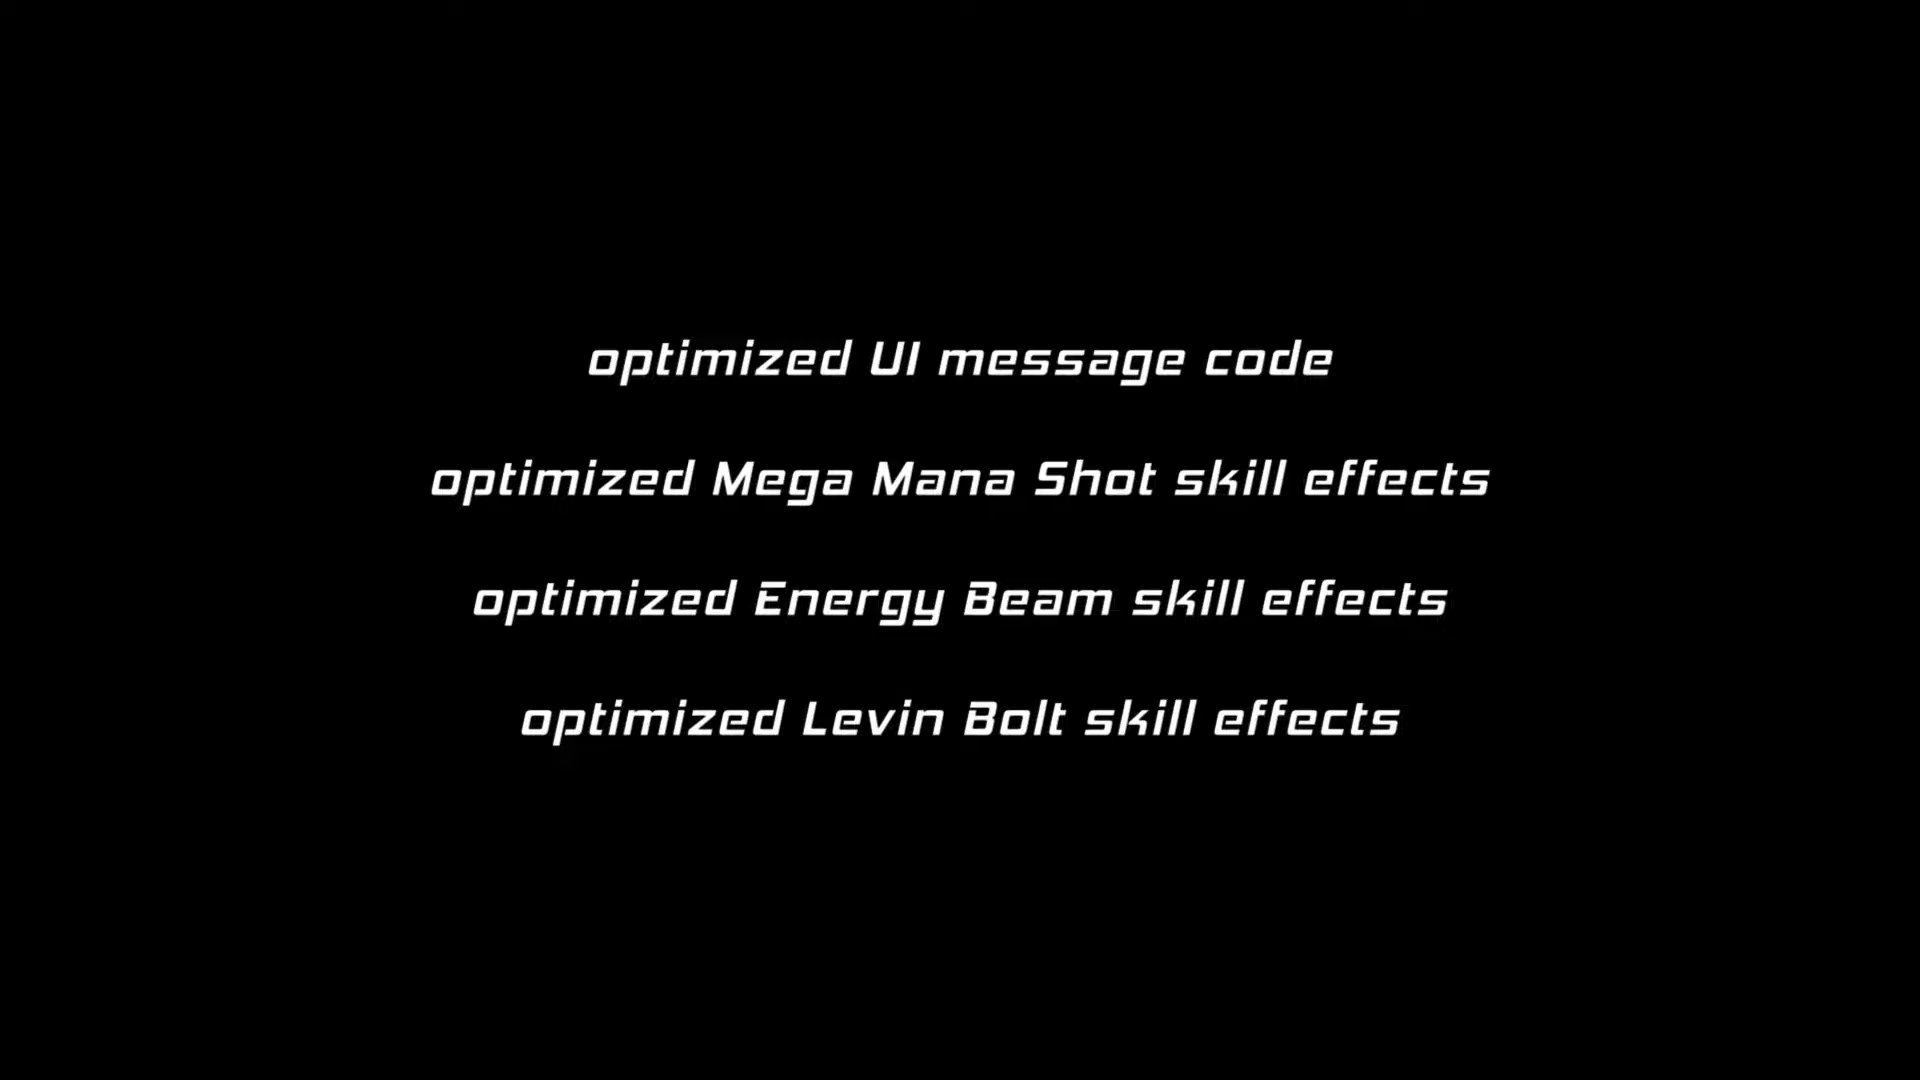 optimized UI message code
optimized Mega Mana Shot skill effects
optimized Energy Beam skill effects
optimized Levin Bolt skill effects